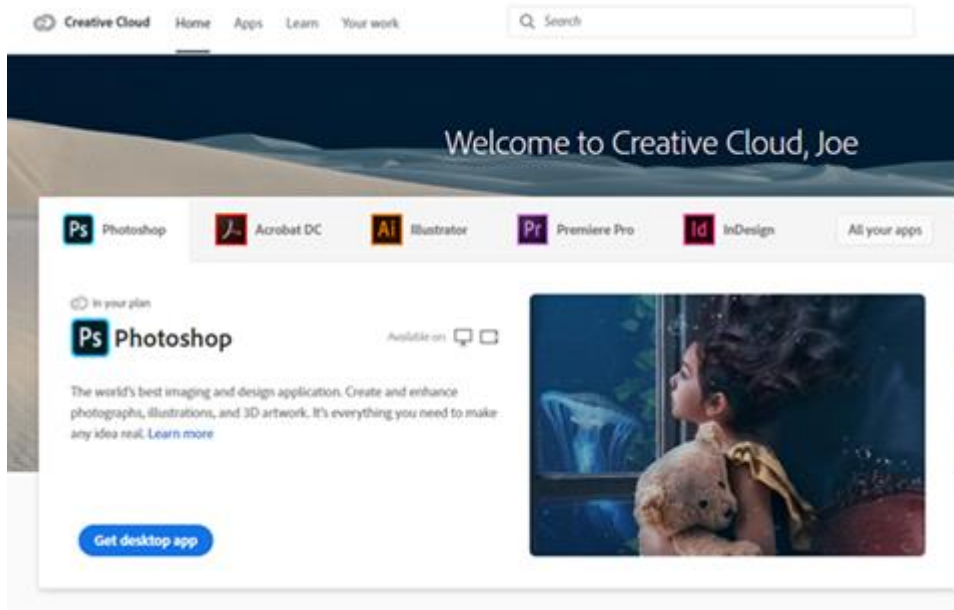 Creative Cloud Home Apps Learn Your work Search
Welcome to Creative Cloud, Joe
Ps Photoshop Acrobat DC Ai Illustrator Pr Premiere Pro Id InDesign All your apps
In your plan
Ps Photoshop Available on
The world's best imaging and design application. Create and enhance
photographs, illustrations, and 3D artwork. It's everything you need to make
any idea real. Learn more
Get desktop app